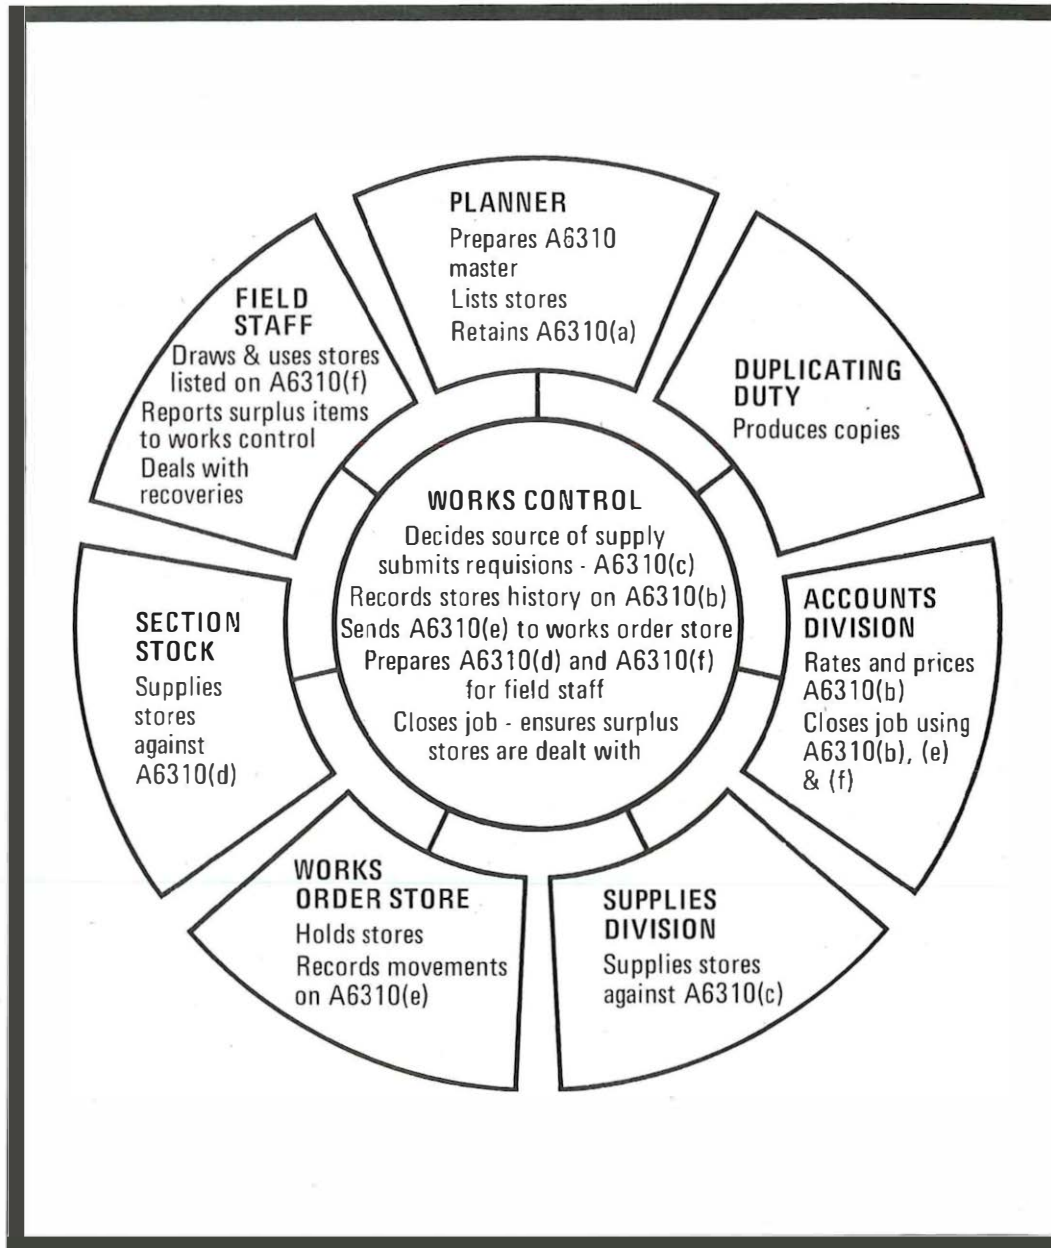 PLANNER
Prepares A6310
master
Lists stores
Retains A6310(a)
DUPLICATING
DUTY
Produces copies
ACCOUNTS
DIVISION
Rates and prices
A6310(b)
Closes job using
A6310(b), (e)
& (f)
SUPPLIES
DIVISION
Supplies stores
against A6310(c)
WORKS
ORDER STORE
Holds stores
Records movements
on A6310(e)
SECTION
STOCK
Supplies
stores
against
A6310(d)
FIELD
STAFF
Draws & uses stores
listed on A6310(f)
Reports surplus items
to works control
Deals with
recoveries
WORKS CONTROL
Decides source of supply
submits requisions - A6310(c)
Records stores history on A6310(b)
Sends A6310(e) to works order store
Prepares A6310(d) and A6310(f)
for field staff
Closes job - ensures surplus
stores are dealt with